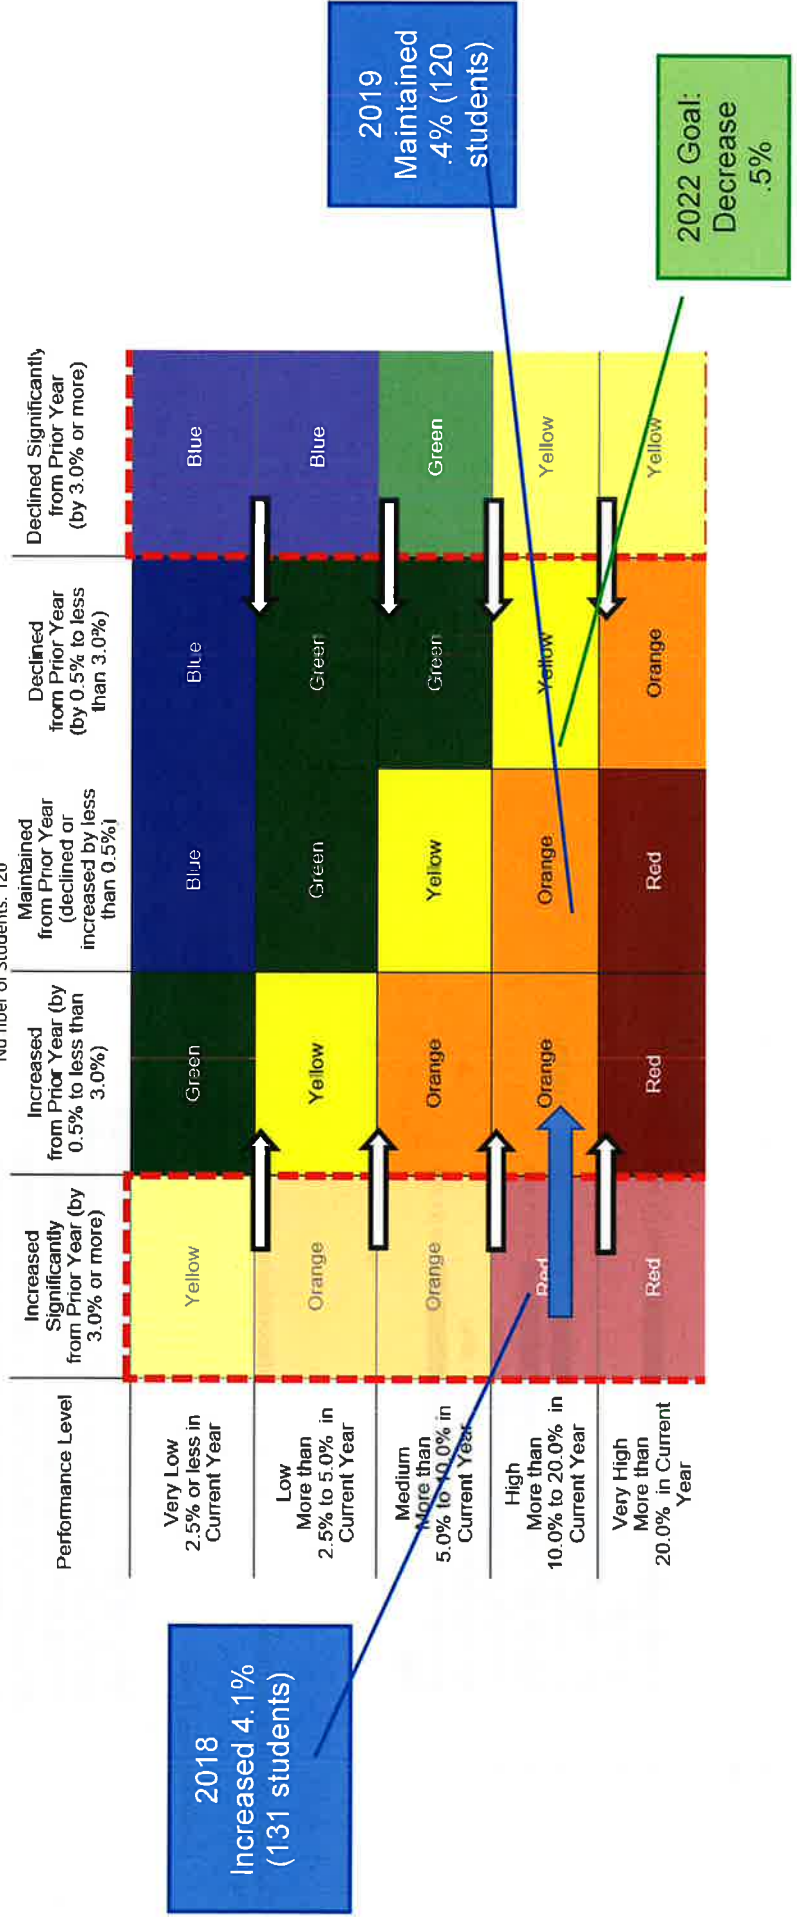 Number of students: 120
Performance Level
Increased
Significantly
from Prior Year (by
3.0% or more)
Increased
from Prior Year (by
0.5% to less than
3.0%)
Maintained
from Prior Year
(declined or
increased by less
than 0.5%)
Declined
from Prior Year
(by 0.5% to less
than 3.0%)
Declined Significantly
from Prior Year
(by 3.0% or more)
Very Low
2.5% or less in
Current Year
Yellow
Green
Blue
Blue
Blue
Low
More than
2.5% to 5.0% in
Current Year
Orange
Yellow
Green
Green
Blue
Medium
More than
5.0% to 10.0% in
Current Year
Orange
Orange
Yellow
Green
Green
High
More than
10.0% to 20.0% in
Current Year
Red
Orange
Orange
Yellow
Yellow
Very High
More than
20.0% in Current
Year
Red
Red
Red
Orange
Yellow
2018
Increased 4.1%
(131 students)
2019
Maintained
.4% (120
students)
2022 Goal:
Decrease
.5%